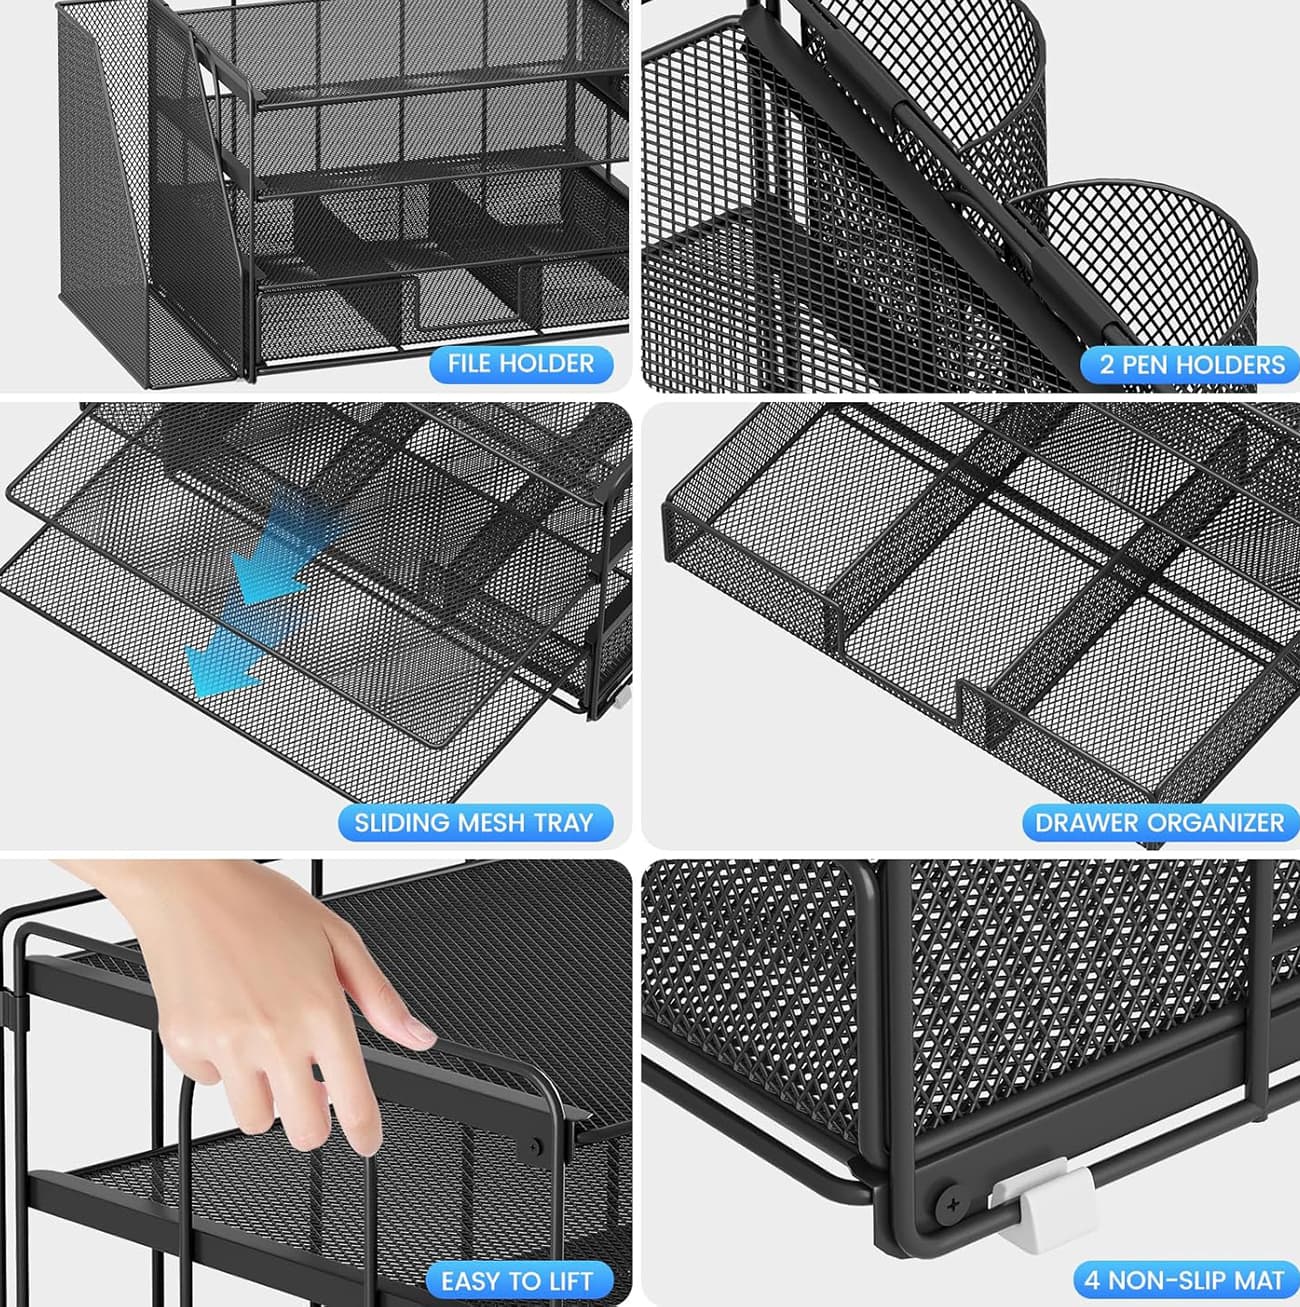 FILE HOLDER
2 PEN HOLDERS
SLIDING MESH TRAY
DRAWER ORGANIZER
EASY TO LIFT
4 NON-SLIP MAT